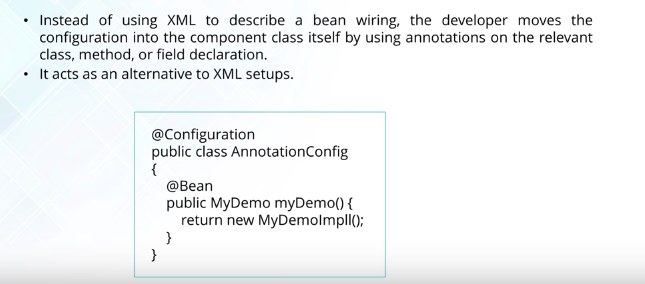 • Instead of using XML to describe a bean wiring, the developer moves the
configuration into the component class itself by using annotations on the relevant
class, method, or field declaration.
• It acts as an alternative to XML setups.
@Configuration
public class AnnotationConfig
{
@Bean
public MyDemo myDemo() {
return new MyDemoImpll();
}
}